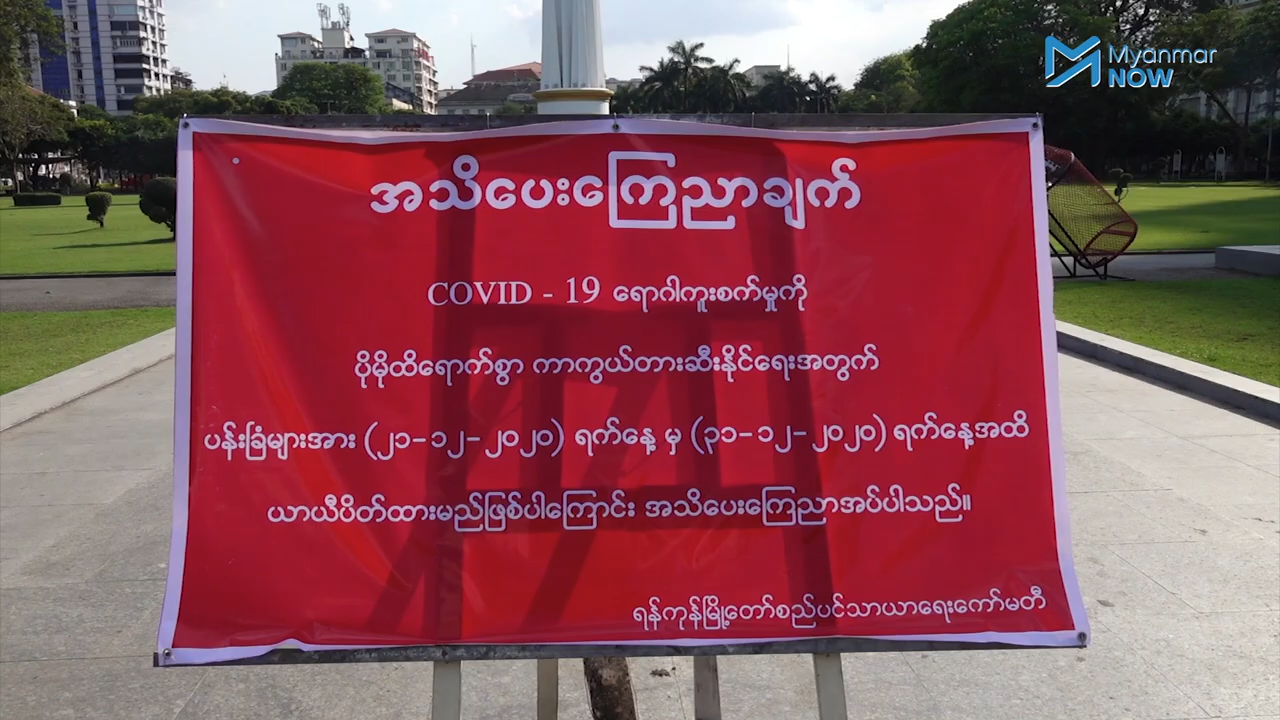 Myanmar
NOW
အသိပေးကြေညာချက်
COVID - 19 ရောဂါကူးစက်မှုကို
ပိုမိုထိရောက်စွာ ကာကွယ်တားဆီးနိုင်ရေးအတွက်
ပန်းခြံများအား (၂၁-၁၂-၂၀၂၀) ရက်နေ့ မှ (၃၁-၁၂-၂၀၂၀) ရက်နေ့အထိ
ယာယီပိတ်ထားမည်ဖြစ်ပါကြောင်း အသိပေးကြေညာအပ်ပါသည်။
ရန်ကုန်မြို့တော်စည်ပင်သာယာရေးကော်မတီ